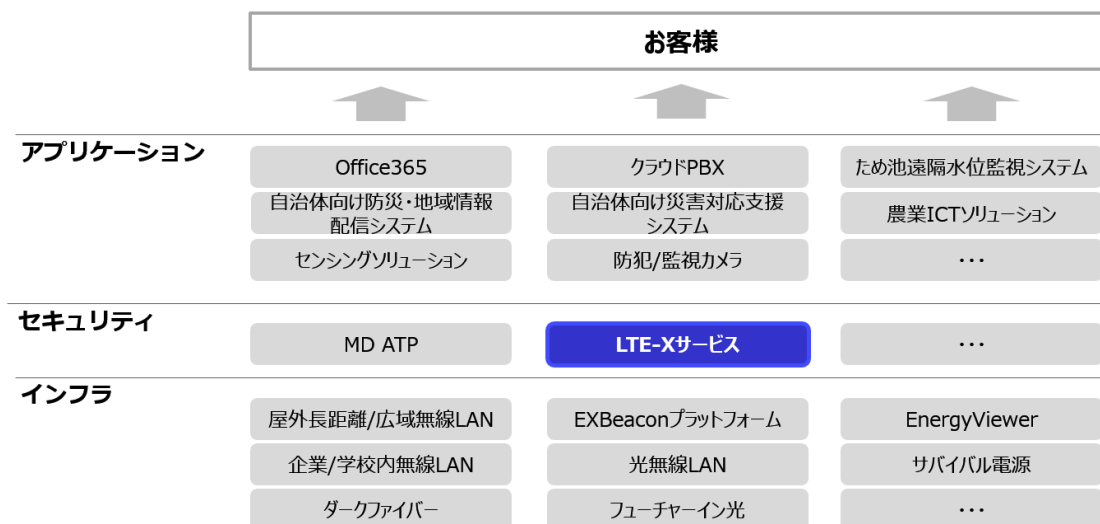 お客様
アプリケーション
Office365
クラウドPBX
ため池遠隔水位監視システム
自治体向け防災・地域情報
配信システム
自治体向け災害対応支援
システム
農業ICTソリューション
センシングソリューション
防犯/監視カメラ
・・・
セキュリティ
MD ATP
LTE-Xサービス
・・・
インフラ
屋外長距離/広域無線LAN
EXBeaconプラットフォーム
EnergyViewer
企業/学校内無線LAN
光無線LAN
サバイバル電源
ダークファイバー
フューチャーイン光
・・・